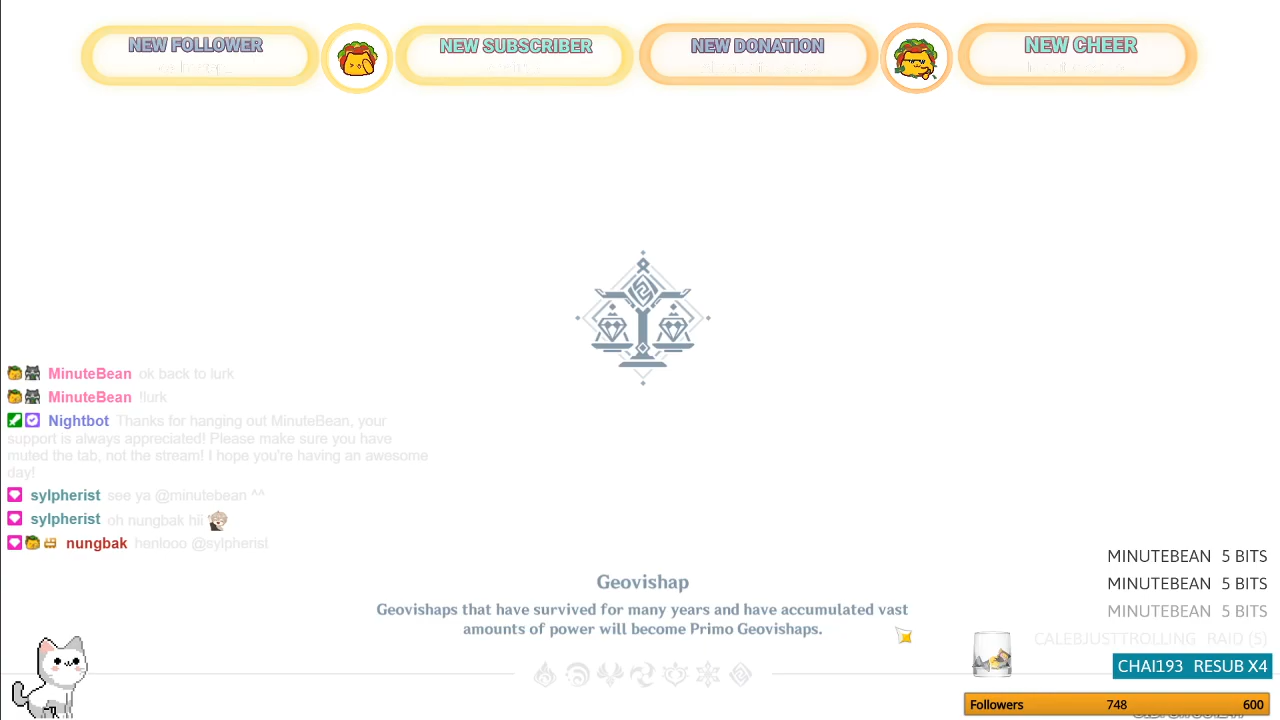 NEW FOLLOWER
NEW SUBSCRIBER
NEW DONATION
NEW CHEER
MinuteBean ok back to lurk
MinuteBean !lurk
Nightbot Thanks for hanging out MinuteBean, your
support is always appreciated! Please make sure you have
muted the tab, not the stream! I hope you're having an awesome
day!
sylpherist see ya @minutebean ^^
sylpherist oh nungbak hii
nungbak henlooo @sylpherist
Geovishap
Geovishaps that have survived for many years and have accumulated vast
amounts of power will become Primo Geovishaps.
MINUTEBEAN 5 BITS
MINUTEBEAN 5 BITS
MINUTEBEAN 5 BITS
CALEBJUSTTROLLING RAID (5)
CHAI193 RESUB X4
Followers 748 600